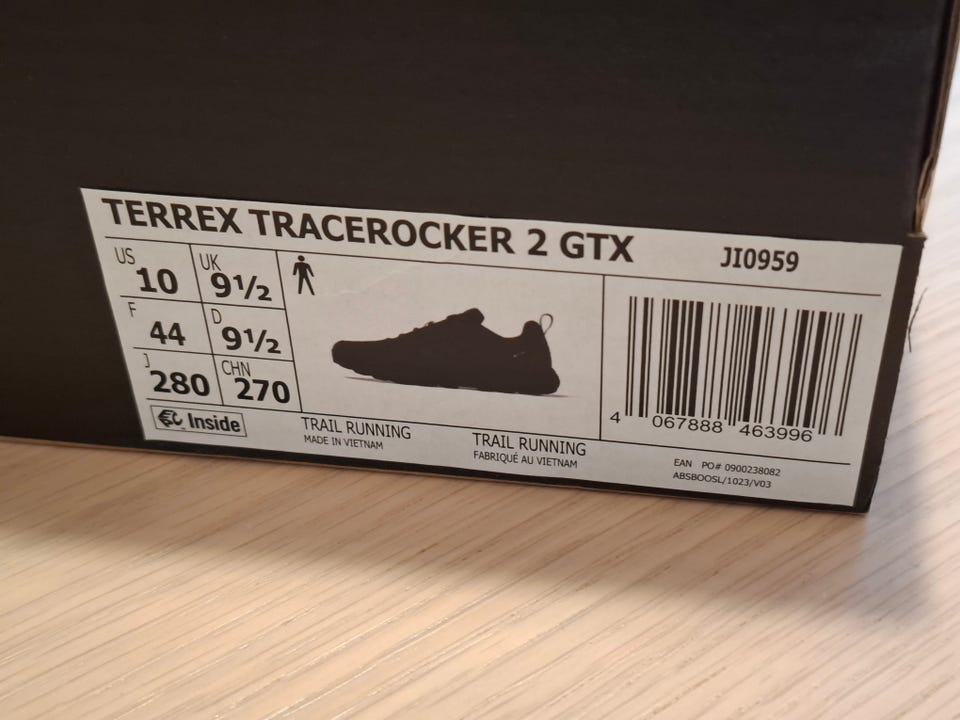 TERREX TRACEROCKER 2 GTX JI0959
US 10 UK 9½
F 44 D 9½
J 280 CHN 270
Inside
TRAIL RUNNING
MADE IN VIETNAM
TRAIL RUNNING
FABRIQUÉ AU VIETNAM
4 067888 463996
EAN PO# 0900238082
ABSBOOSL/1023/V03